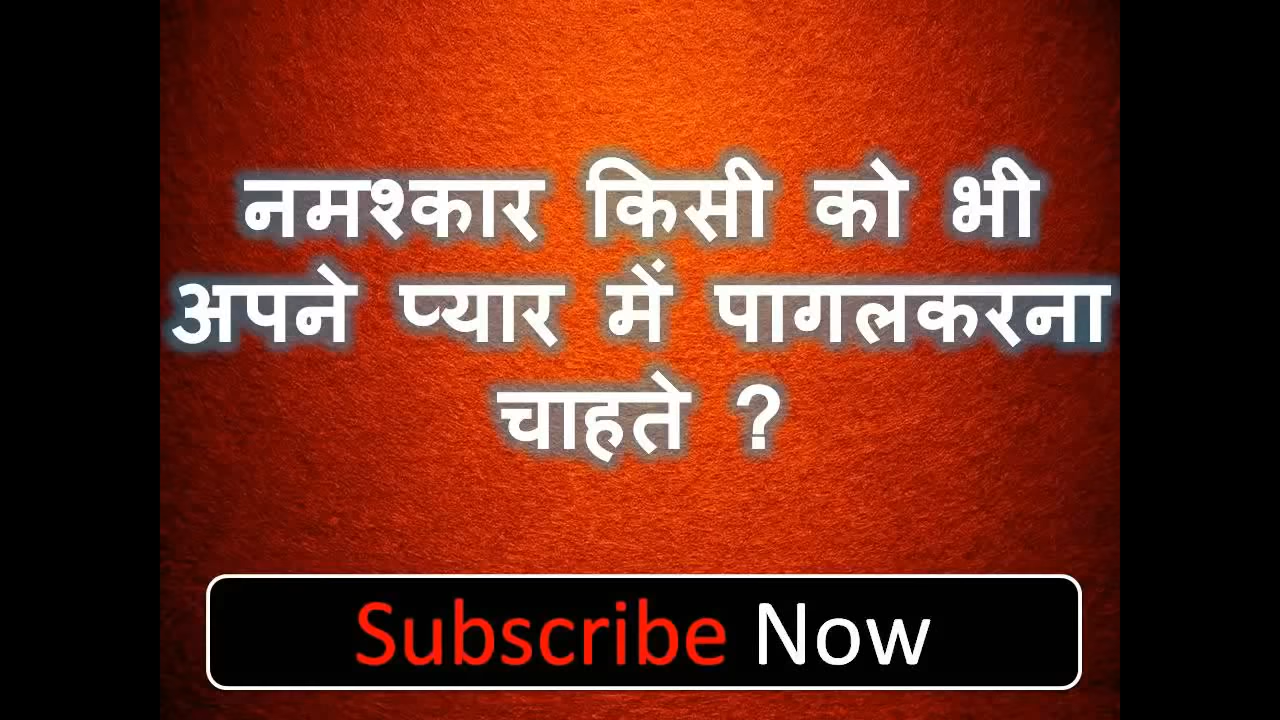 नमश्कार किसी को भी
अपने प्यार में पागलकरना
चाहते ?
Subscribe Now